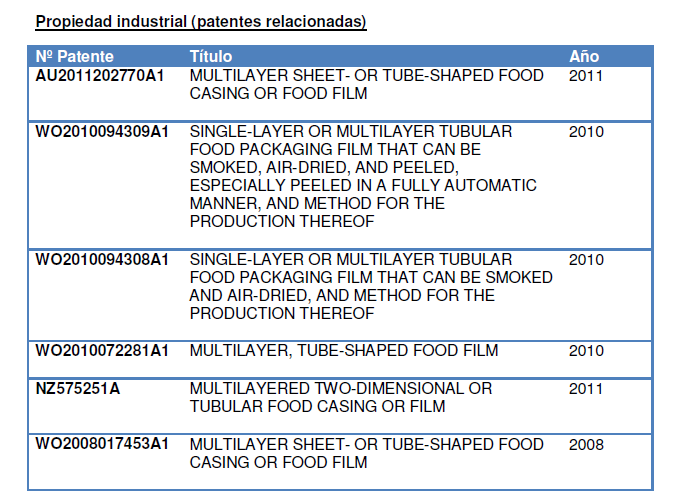 Propiedad industrial (patentes relacionadas)
Nº Patente Título Año
AU2011202770A1 MULTILAYER SHEET- OR TUBE-SHAPED FOOD 2011
CASING OR FOOD FILM
WO2010094309A1 SINGLE-LAYER OR MULTILAYER TUBULAR 2010
FOOD PACKAGING FILM THAT CAN BE
SMOKED, AIR-DRIED, AND PEELED,
ESPECIALLY PEELED IN A FULLY AUTOMATIC
MANNER, AND METHOD FOR THE
PRODUCTION THEREOF
WO2010094308A1 SINGLE-LAYER OR MULTILAYER TUBULAR 2010
FOOD PACKAGING FILM THAT CAN BE SMOKED
AND AIR-DRIED, AND METHOD FOR THE
PRODUCTION THEREOF
WO2010072281A1 MULTILAYER, TUBE-SHAPED FOOD FILM 2010
NZ575251A MULTILAYERED TWO-DIMENSIONAL OR 2011
TUBULAR FOOD CASING OR FILM
WO2008017453A1 MULTILAYER SHEET- OR TUBE-SHAPED FOOD 2008
CASING OR FOOD FILM